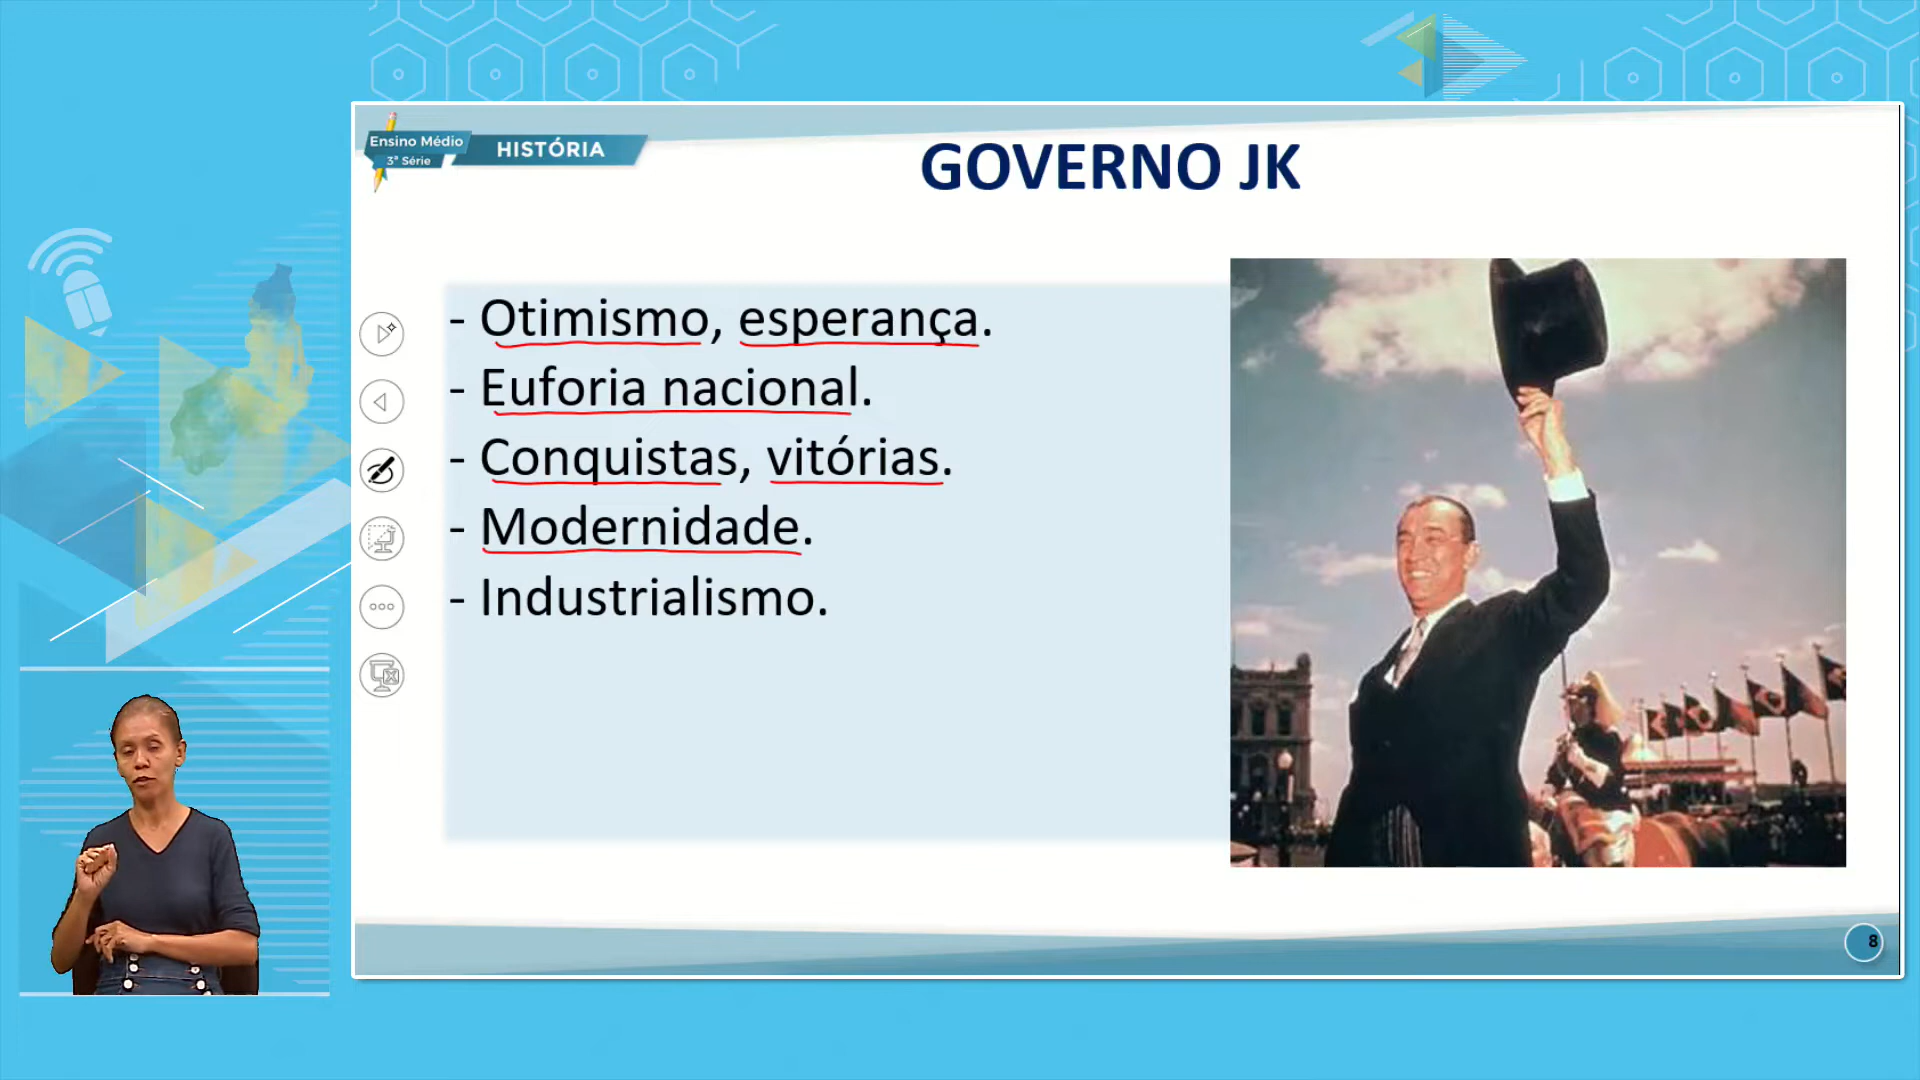 Ensino Médio
3ª Série
HISTÓRIA
GOVERNO JK
- Otimismo, esperança.
- Euforia nacional.
- Conquistas, vitórias.
- Modernidade.
- Industrialismo.
8